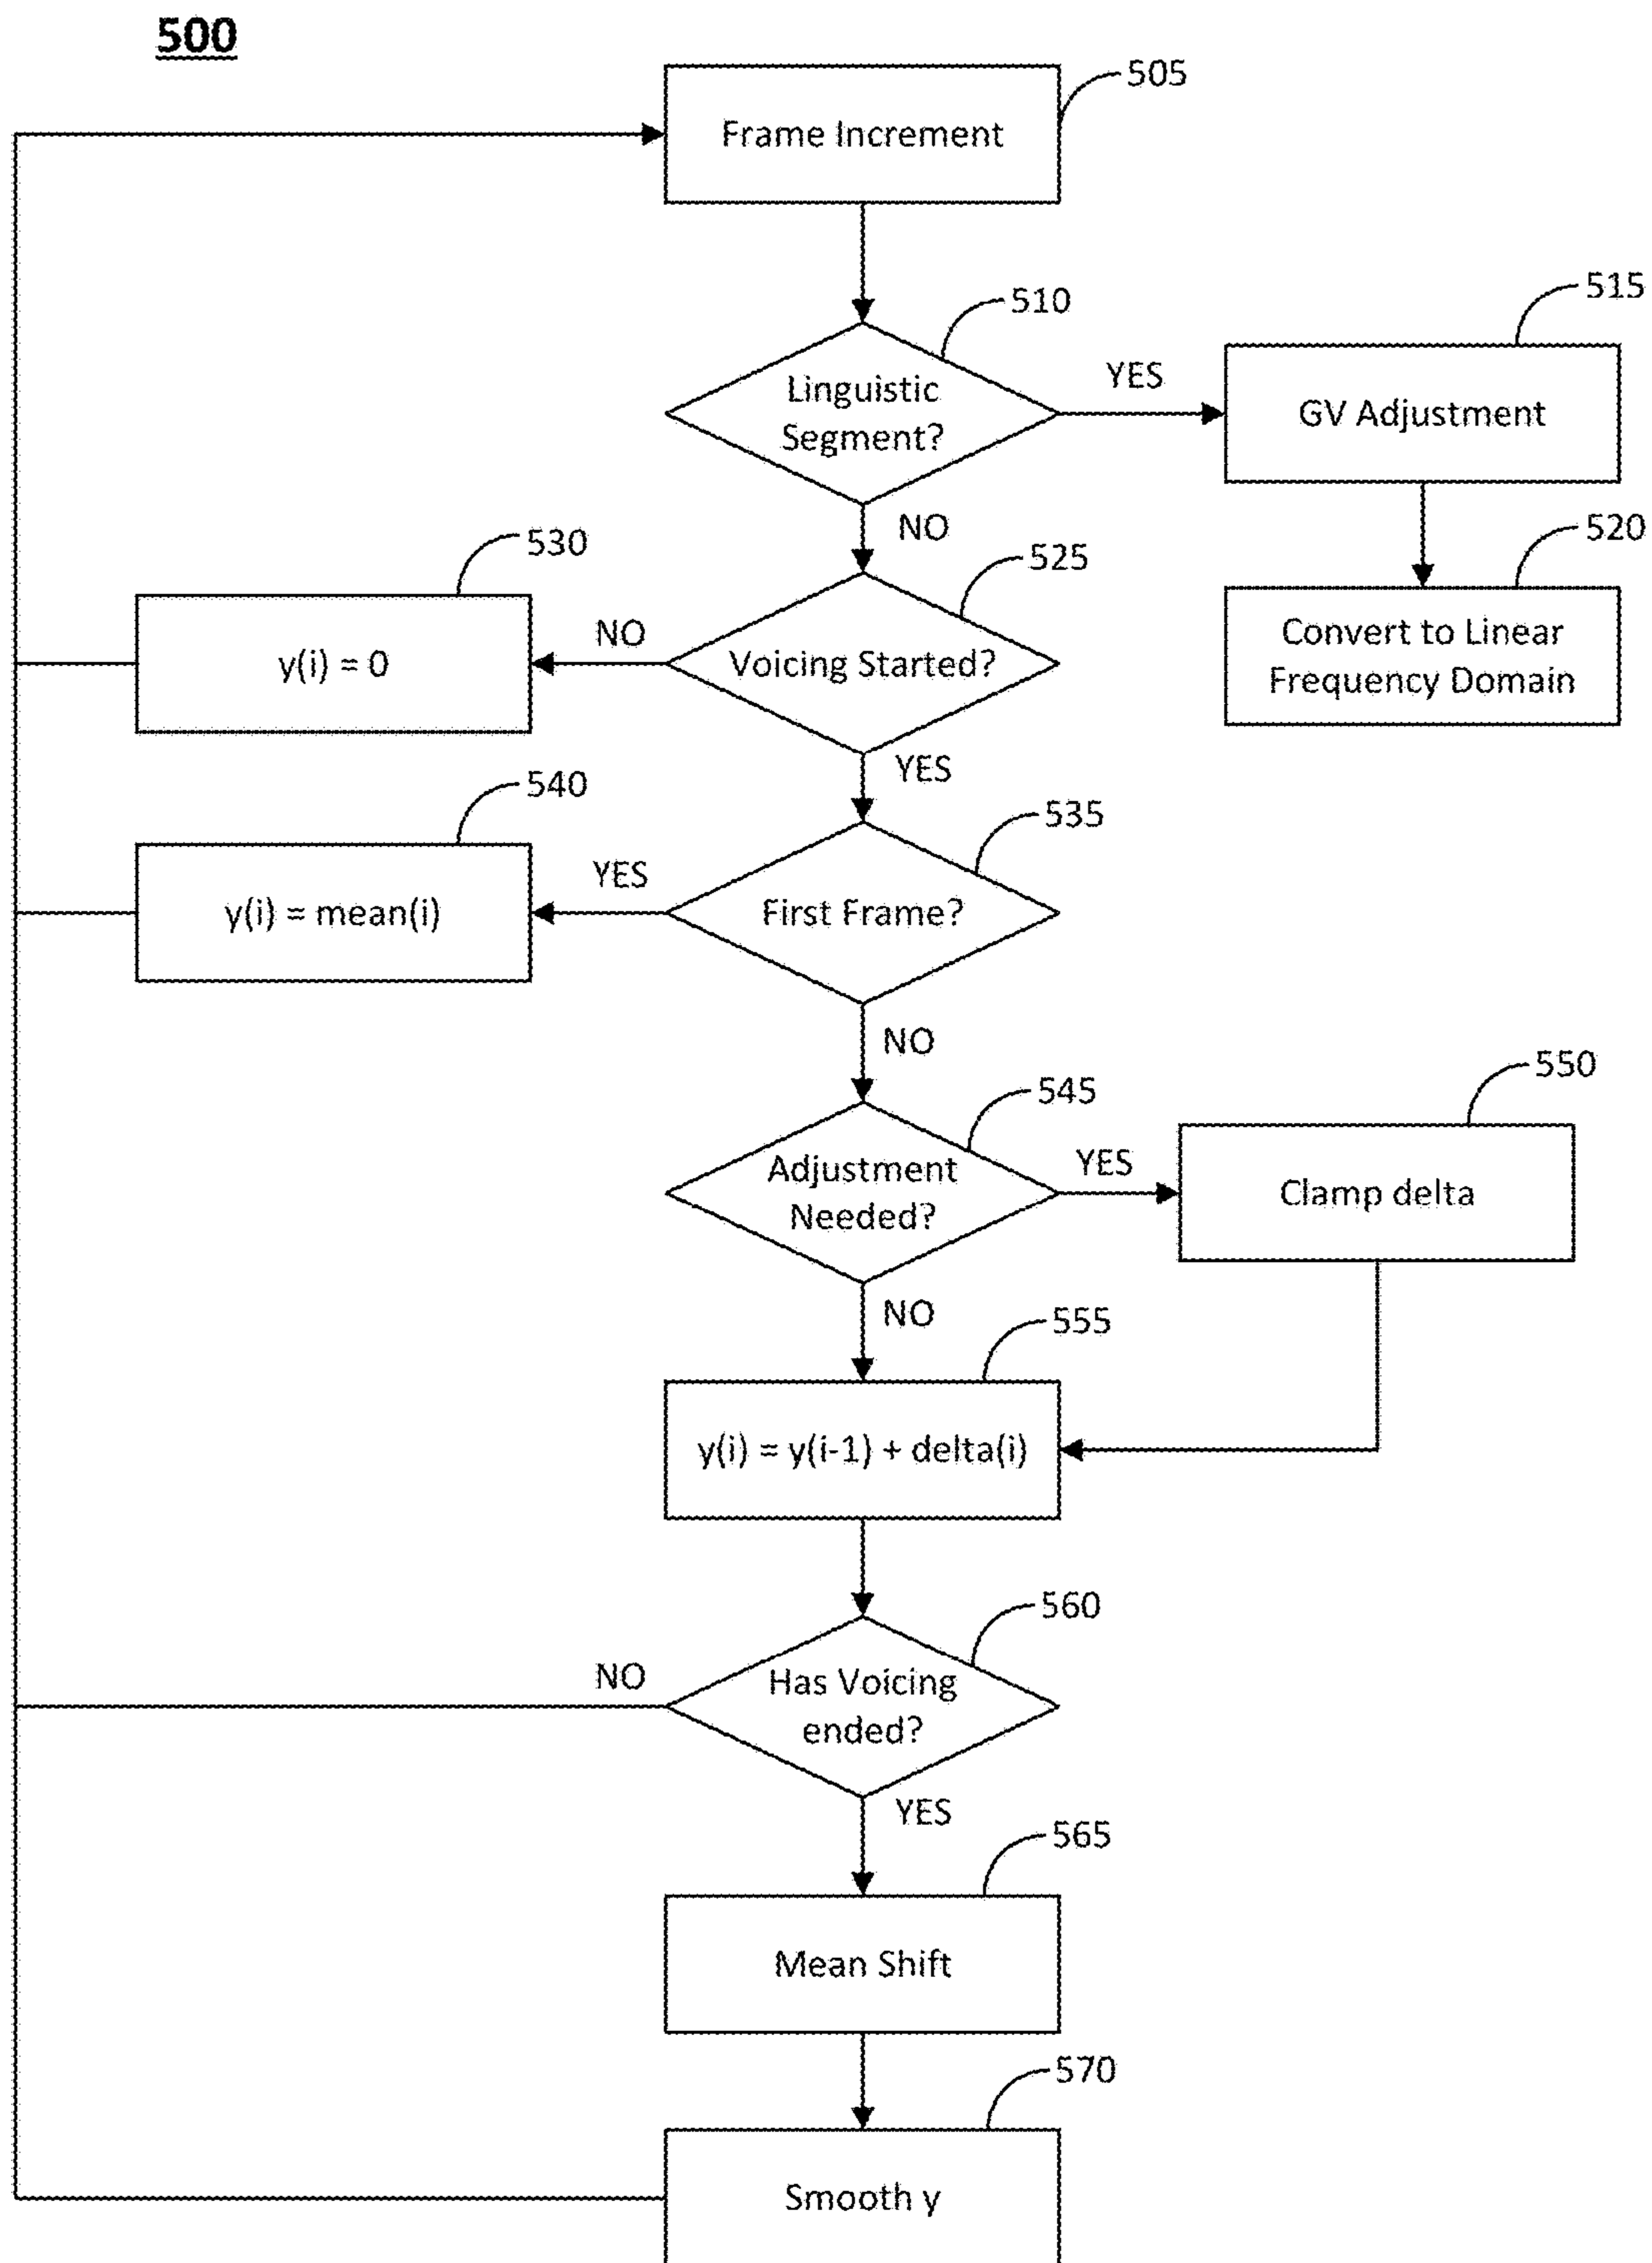 500
505
Frame Increment
510
515
Linguistic
Segment?
YES
GV Adjustment
NO
520
525
530
Convert to Linear
Frequency Domain
NO
y(i) = 0
Voicing Started?
YES
540
535
YES
y(i) = mean(i)
First Frame?
NO
550
545
Adjustment
Needed?
YES
Clamp delta
NO
555
y(i) = y(i-1) + delta(i)
560
NO
Has Voicing
ended?
YES
565
Mean Shift
570
Smooth y